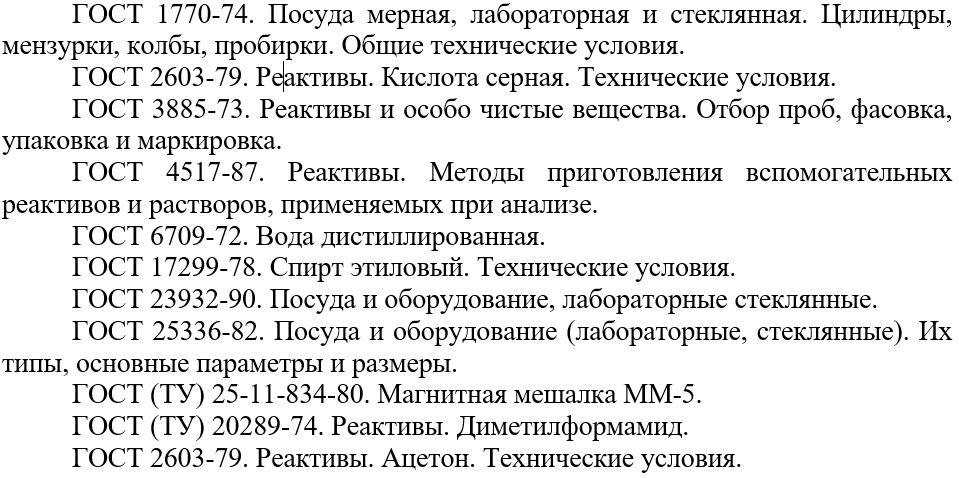 ГОСТ 1770-74. Посуда мерная, лабораторная и стеклянная. Цилиндры,
мензурки, колбы, пробирки. Общие технические условия.
ГОСТ 2603-79. Реактивы. Кислота серная. Технические условия.
ГОСТ 3885-73. Реактивы и особо чистые вещества. Отбор проб, фасовка,
упаковка и маркировка.
ГОСТ 4517-87. Реактивы. Методы приготовления вспомогательных
реактивов и растворов, применяемых при анализе.
ГОСТ 6709-72. Вода дистиллированная.
ГОСТ 17299-78. Спирт этиловый. Технические условия.
ГОСТ 23932-90. Посуда и оборудование, лабораторные стеклянные.
ГОСТ 25336-82. Посуда и оборудование (лабораторные, стеклянные). Их
типы, основные параметры и размеры.
ГОСТ (ТУ) 25-11-834-80. Магнитная мешалка ММ-5.
ГОСТ (ТУ) 20289-74. Реактивы. Диметилформамид.
ГОСТ 2603-79. Реактивы. Ацетон. Технические условия.